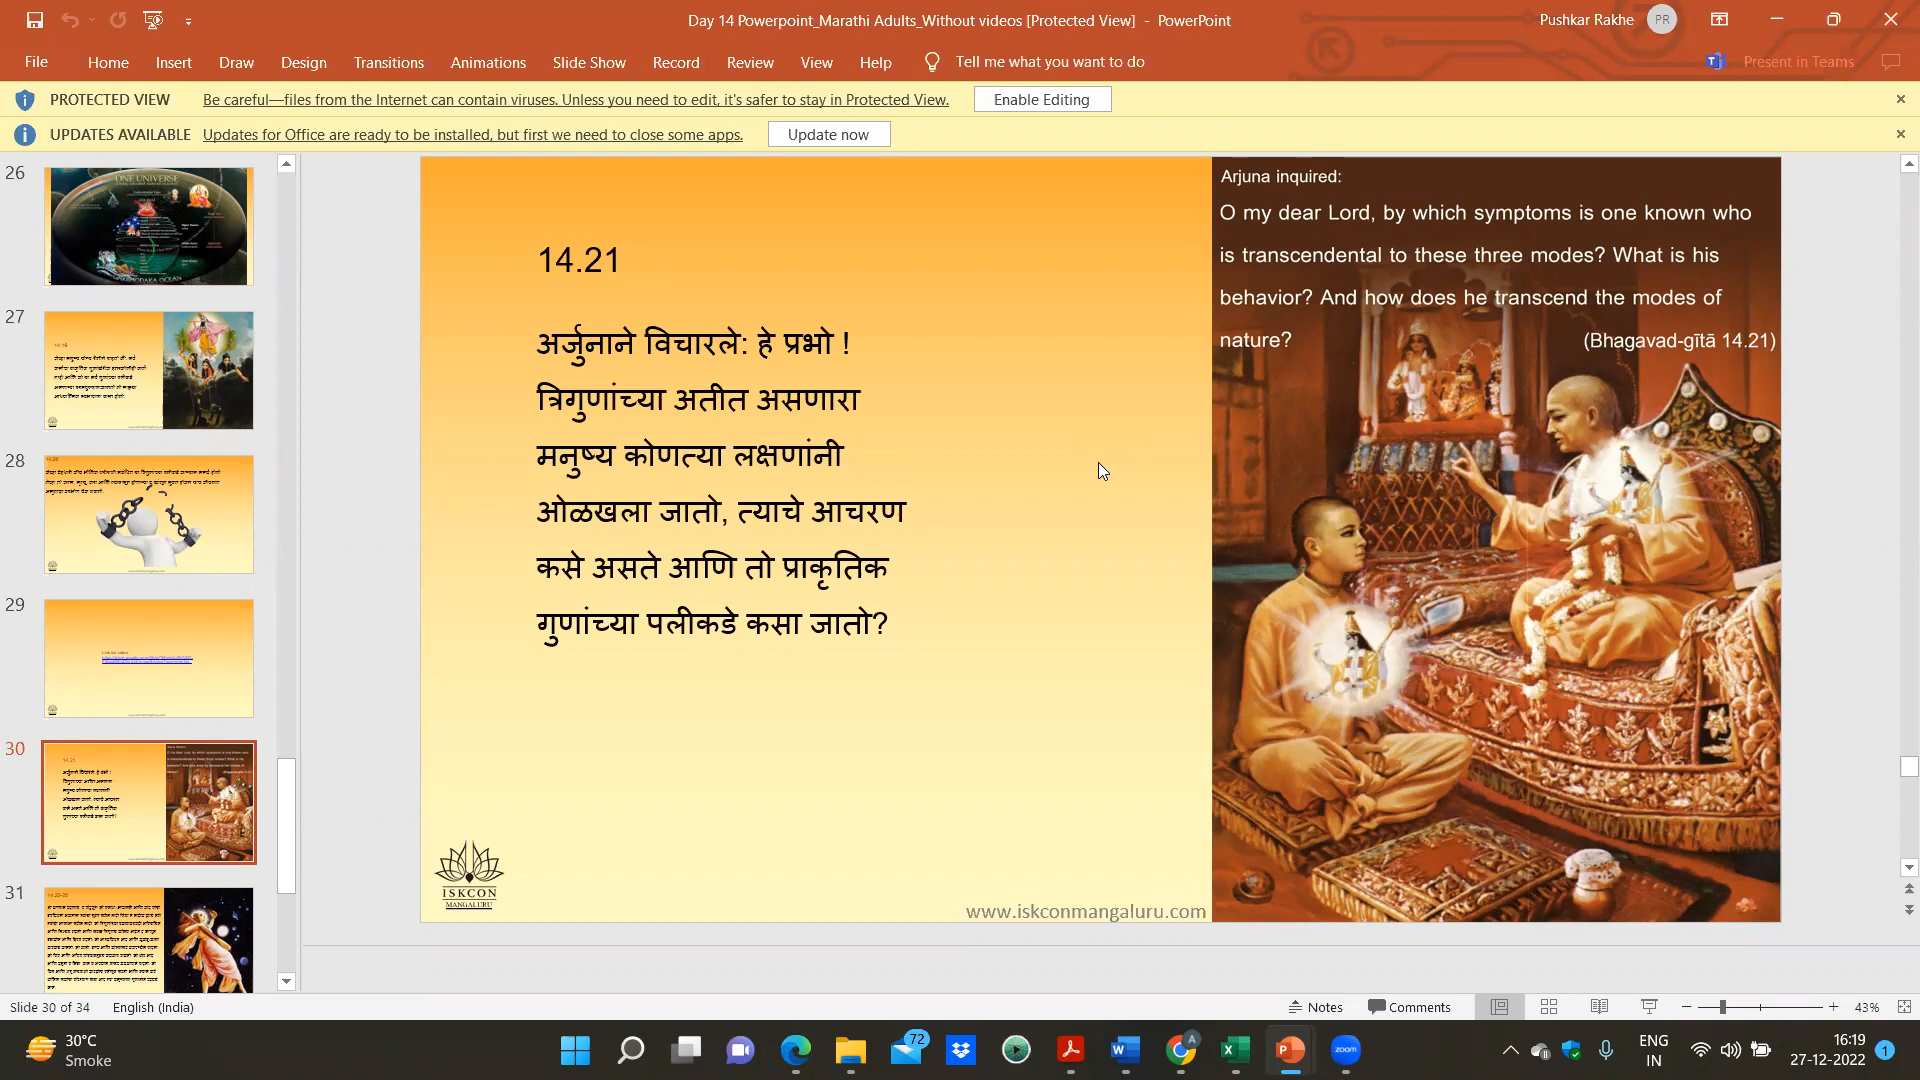 Day 14 Powerpoint_Marathi Adults_Without videos [Protected View] - PowerPoint
Pushkar Rakhe
PR
File
Home
Insert
Draw
Design
Transitions
Animations
Slide Show
Record
Review
View
Help
Tell me what you want to do
Present in Teams
PROTECTED VIEW
Be careful—files from the Internet can contain viruses. Unless you need to edit, it's safer to stay in Protected View.
Enable Editing
UPDATES AVAILABLE
Updates for Office are ready to be installed, but first we need to close some apps.
Update now
26
ONE UNIVERSE
27
28
29
30
31
14.21
अर्जुनाने विचारले: हे प्रभो !
त्रिगुणांच्या अतीत असणारा
मनुष्य कोणत्या लक्षणांनी
ओळखला जातो, त्याचे आचरण
कसे असते आणि तो प्राकृतिक
गुणांच्या पलीकडे कसा जातो?
ISKCON
MANGALURU
www.iskconmangaluru.com
Arjuna inquired:
O my dear Lord, by which symptoms is one known who
is transcendental to these three modes? What is his
behavior? And how does he transcend the modes of
nature? (Bhagavad-gītā 14.21)
Slide 30 of 34
English (India)
Notes
Comments
43%
30°C
Smoke
72
W
A
X
P
zoom
ENG
IN
16:19
27-12-2022
1